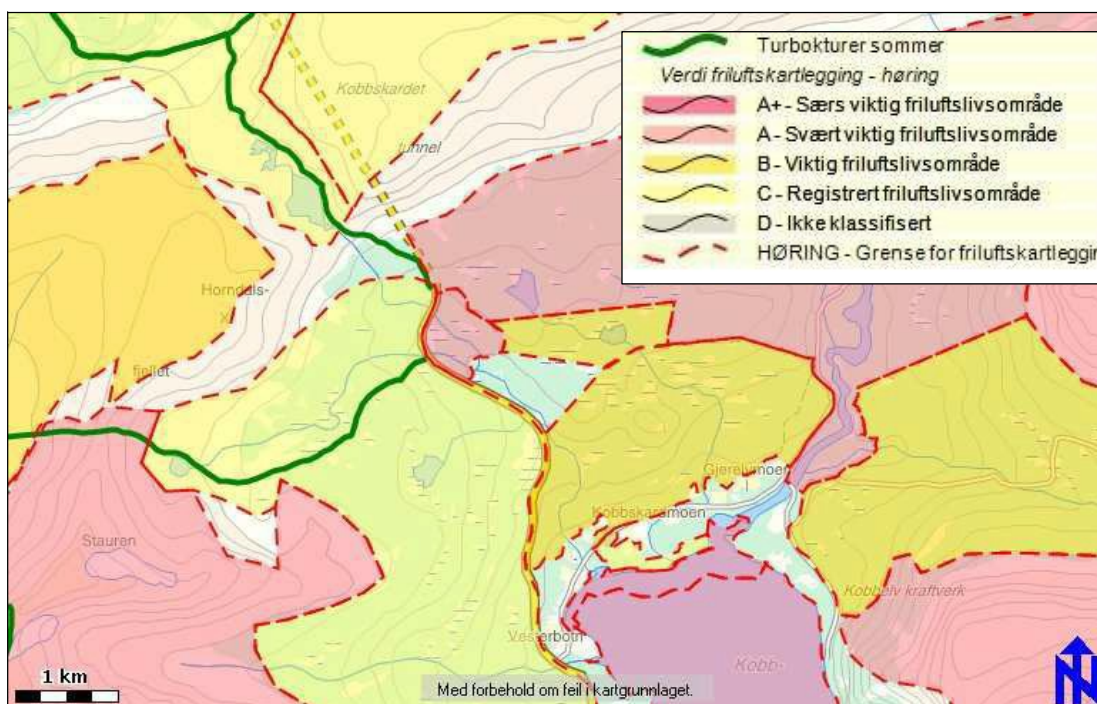 Turbokturer sommer
Verdi friluftskartlegging - høring
A+- Særs viktig friluftslivsområde
A - Svært viktig friluftslivsområde
B - Viktig friluftslivsområde
C - Registrert friluftslivsområde
D - Ikke klassifisert
HØRING - Grense for friluftskartleggin
Kobbskardet
tunnel
Horndals-
fjellet
Gjerelvmoen
Kobbskarsmoen
Stauren
Kobbelv kraftverk
Vesterbotn
Kobb-
1 km
Med forbehold om feil i kartgrunnlaget.
N